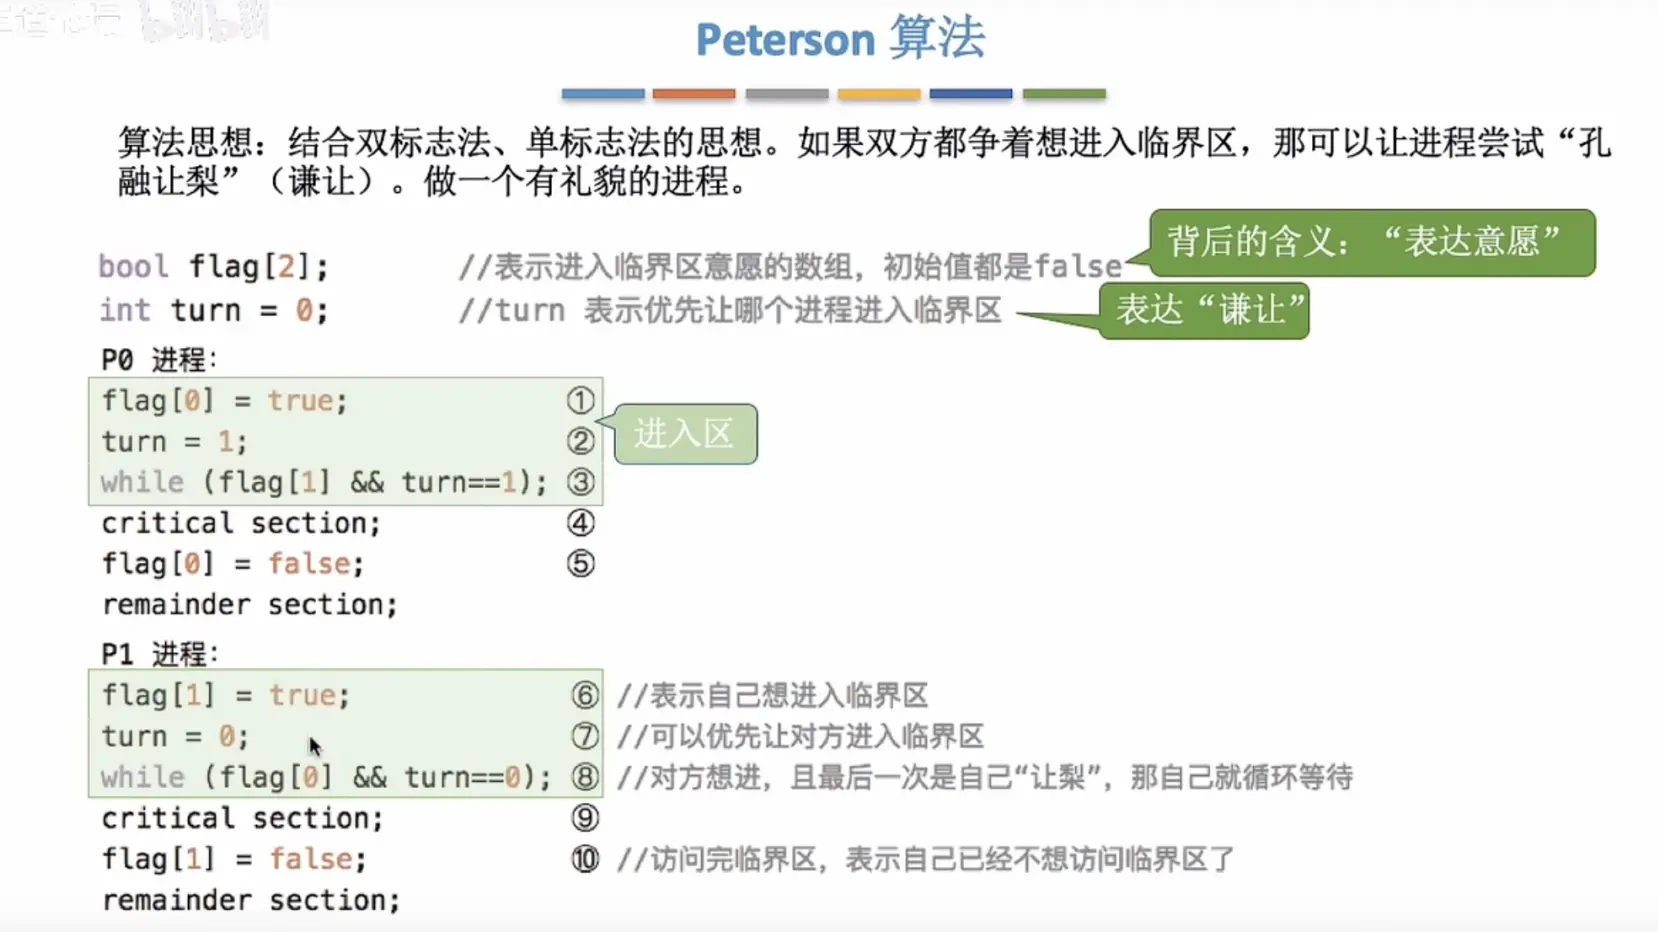 Peterson 算法
算法思想：结合双标志法、单标志法的思想。如果双方都争着想进入临界区，那可以让进程尝试“孔
融让梨”（谦让）。做一个有礼貌的进程。
背后的含义：“表达意愿”
bool flag[2]; //表示进入临界区意愿的数组，初始值都是false
int turn = 0; //turn 表示优先让哪个进程进入临界区
表达“谦让”
P0 进程：
flag[0] = true; ①
turn = 1; ②
进入区
while (flag[1] && turn==1); ③
critical section; ④
flag[0] = false; ⑤
remainder section;
P1 进程：
flag[1] = true; ⑥ //表示自己想进入临界区
turn = 0; ⑦ //可以优先让对方进入临界区
while (flag[0] && turn==0); ⑧ //对方想进，且最后一次是自己“让梨”，那自己就循环等待
critical section; ⑨
flag[1] = false; ⑩ //访问完临界区，表示自己已经不想访问临界区了
remainder section;